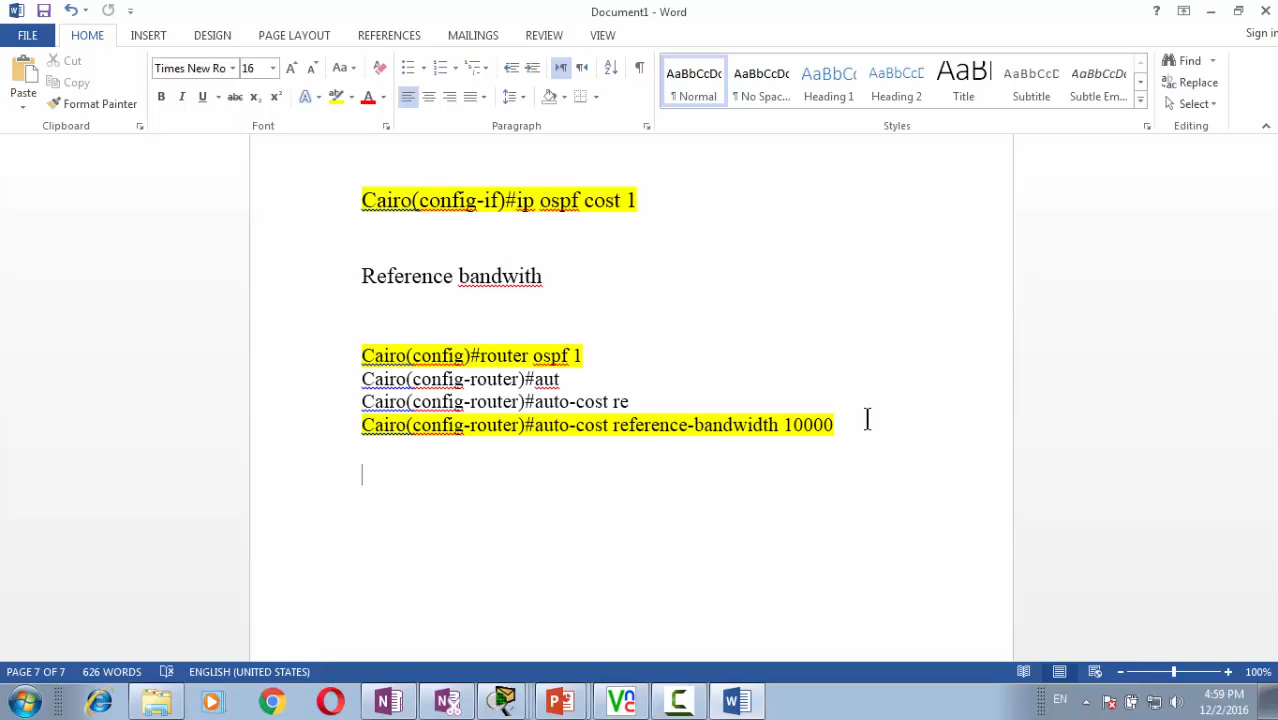 Document1 - Word
Sign in
FILE HOME INSERT DESIGN PAGE LAYOUT REFERENCES MAILINGS REVIEW VIEW
Paste
Cut
Copy
Format Painter
Clipboard
Times New Ro 16
Font
Paragraph
AaBbCcDc AaBbCcDc AaBbCc AaBbCcD AaBl AaBbCcD AaBbCcDc
¶ Normal ¶ No Spac... Heading 1 Heading 2 Title Subtitle Subtle Em...
Styles
Find
Replace
Select
Editing
Cairo(config-if)#ip ospf cost 1
Reference bandwith
Cairo(config)#router ospf 1
Cairo(config-router)#aut
Cairo(config-router)#auto-cost re
Cairo(config-router)#auto-cost reference-bandwidth 10000
PAGE 7 OF 7 626 WORDS ENGLISH (UNITED STATES) 100%
EN 4:59 PM
12/2/2016